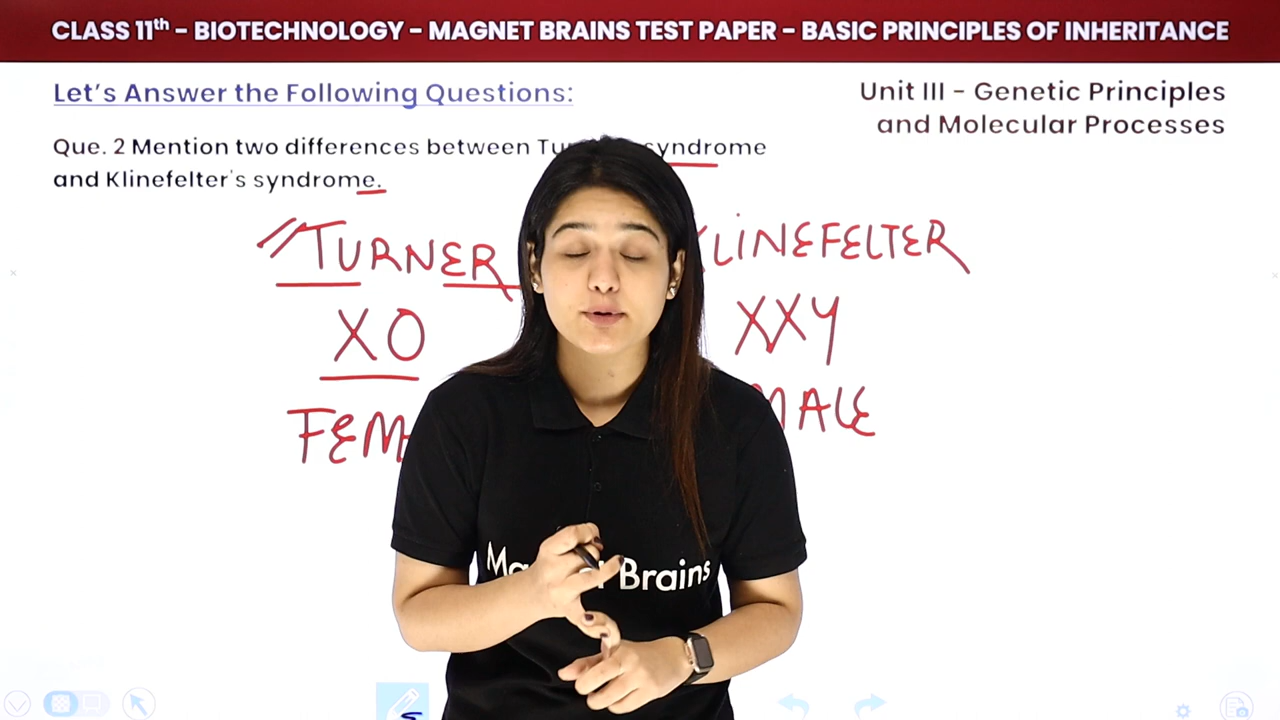 CLASS 11th – BIOTECHNOLOGY – MAGNET BRAINS TEST PAPER – BASIC PRINCIPLES OF INHERITANCE
Let's Answer the Following Questions:
Unit III – Genetic Principles
and Molecular Processes
Que. 2 Mention two differences between syndrome
and Klinefelter's syndrome.
TURNER KLINEFELTER
XO XXY
MALE
Brains